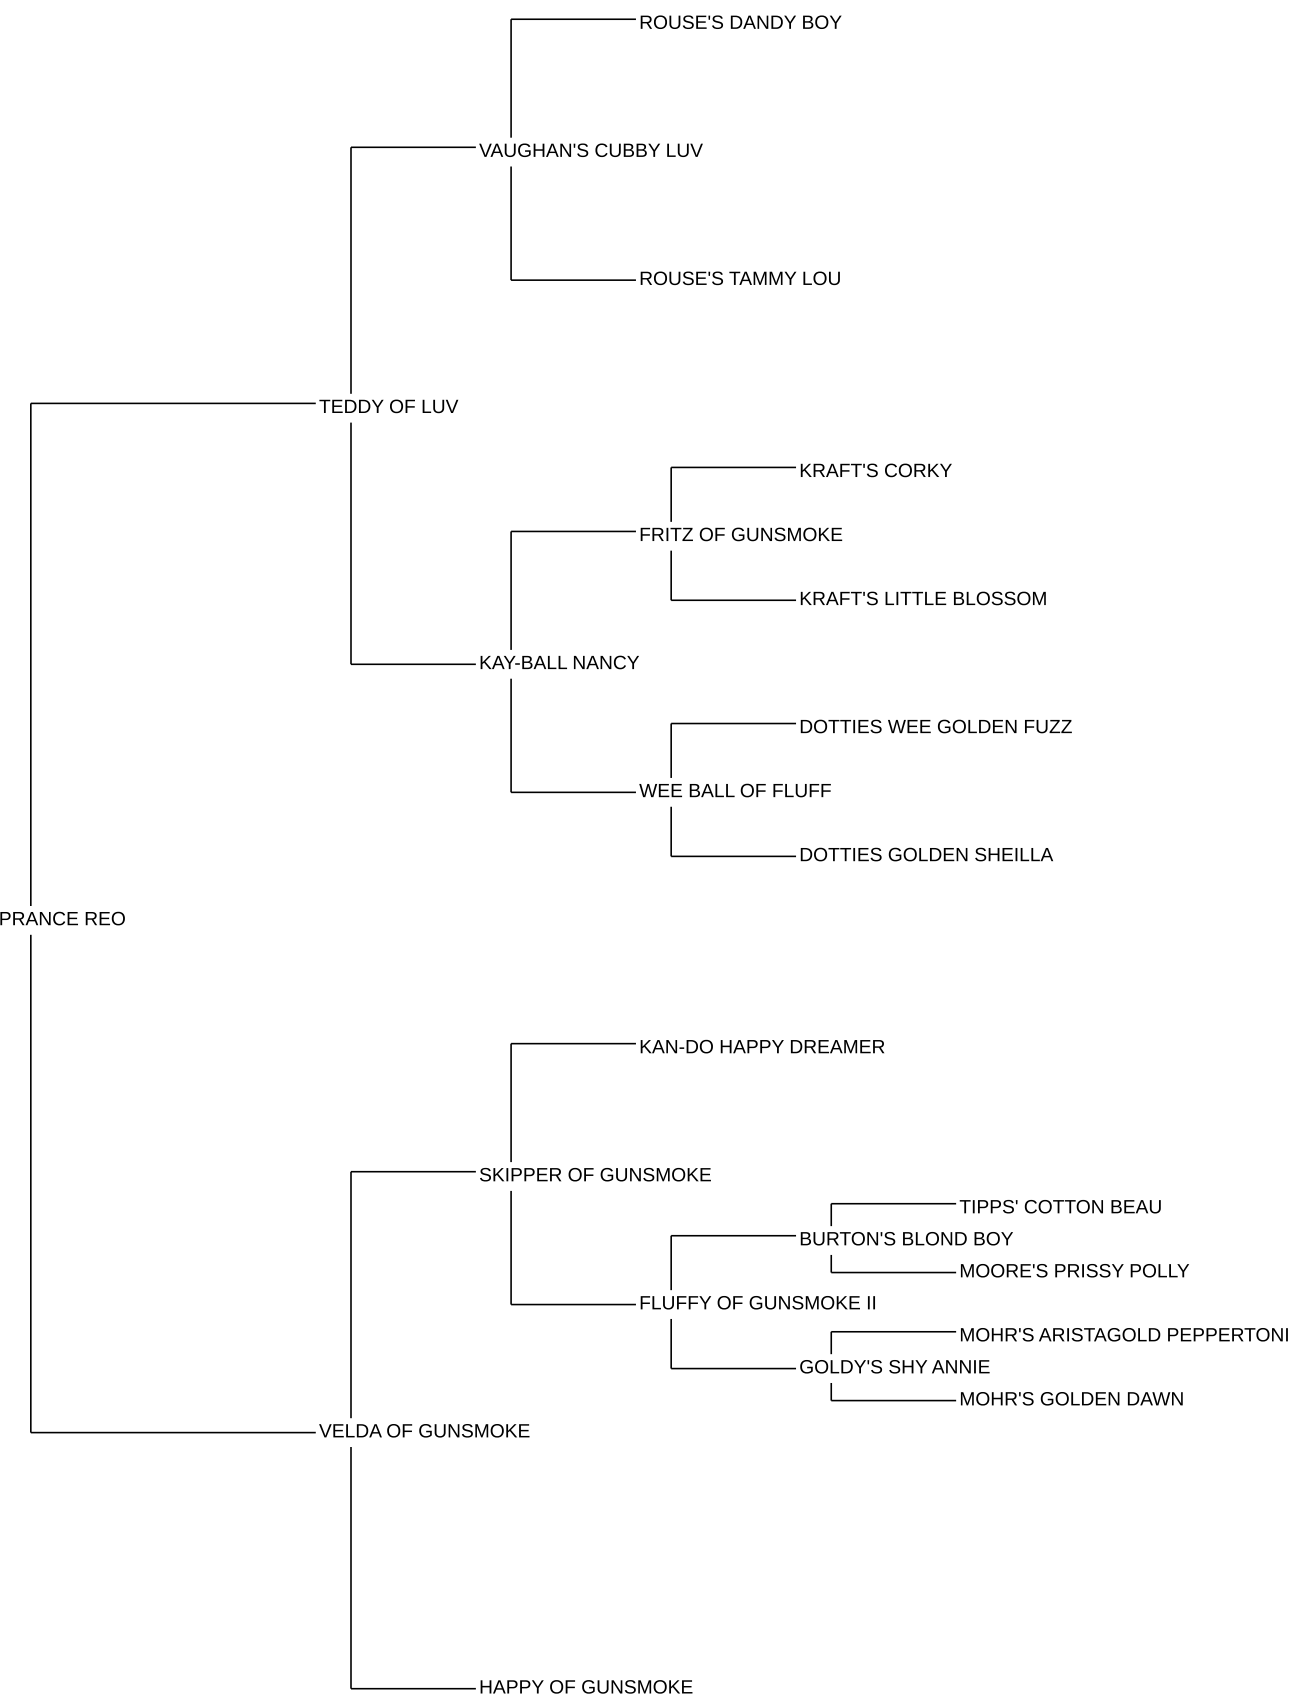 ROUSE'S DANDY BOY
VAUGHAN'S CUBBY LUV
ROUSE'S TAMMY LOU
TEDDY OF LUV
KRAFT'S CORKY
FRITZ OF GUNSMOKE
KRAFT'S LITTLE BLOSSOM
KAY-BALL NANCY
DOTTIES WEE GOLDEN FUZZ
WEE BALL OF FLUFF
DOTTIES GOLDEN SHEILLA
PRANCE REO
KAN-DO HAPPY DREAMER
SKIPPER OF GUNSMOKE
TIPPS' COTTON BEAU
BURTON'S BLOND BOY
MOORE'S PRISSY POLLY
FLUFFY OF GUNSMOKE II
MOHR'S ARISTAGOLD PEPPERTONI
GOLDY'S SHY ANNIE
MOHR'S GOLDEN DAWN
VELDA OF GUNSMOKE
HAPPY OF GUNSMOKE